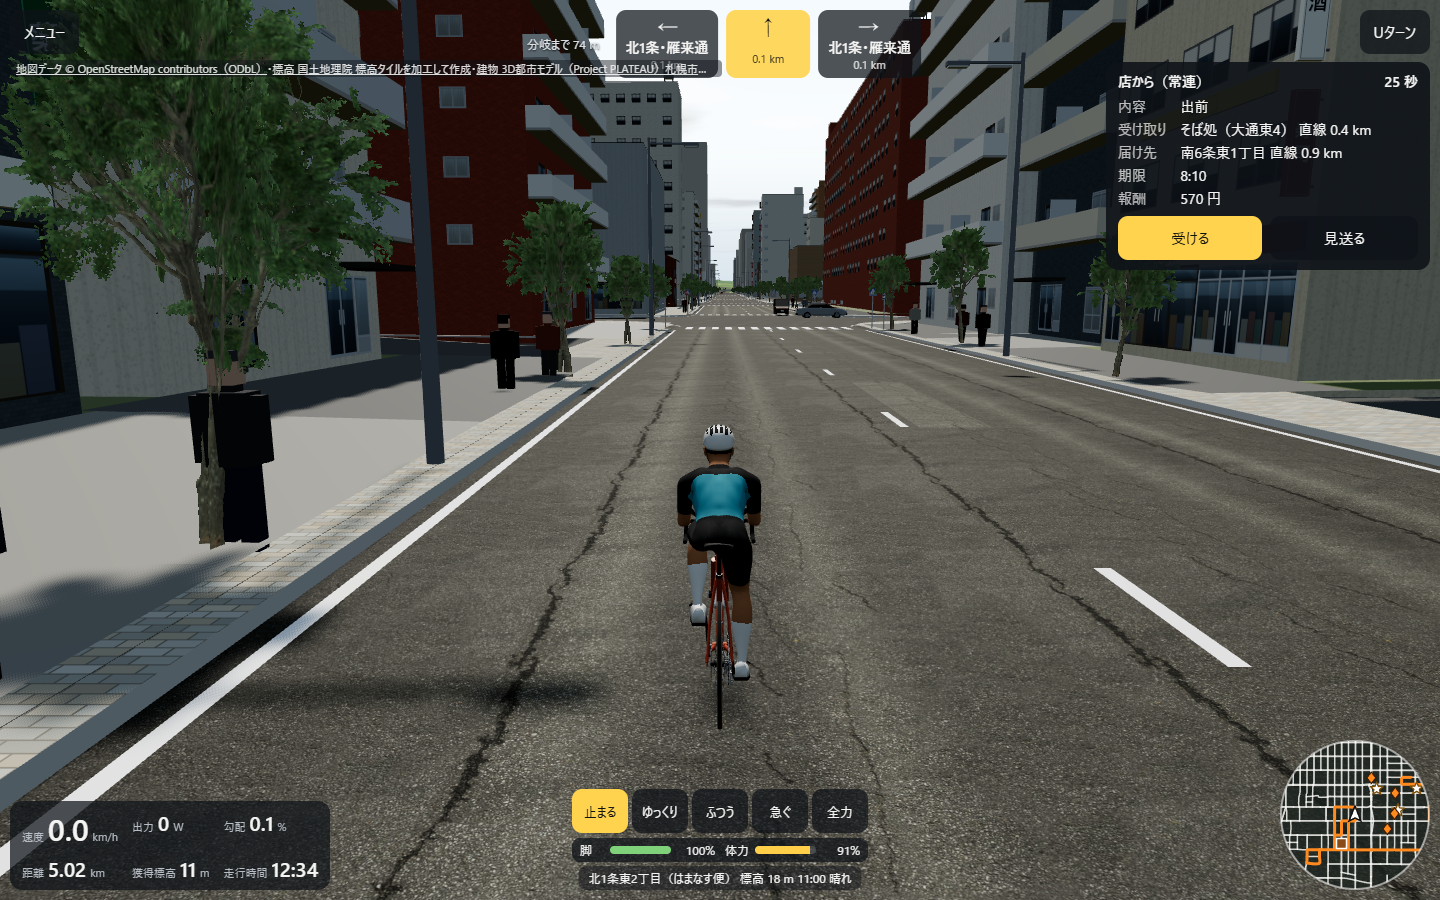 メニュー
分岐まで 74 m
←
北1条・雁来通
↑
0.1 km
→
北1条・雁来通
0.1 km
Uターン
酒
地図データ © OpenStreetMap contributors（ODbL）・標高 国土地理院 標高タイルを加工して作成・建物 3D都市モデル（Project PLATEAU）札幌市…
店から（常連） 25 秒
内容 出前
受け取り そば処（大通東4） 直線 0.4 km
届け先 南6条東1丁目 直線 0.9 km
期限 8:10
報酬 570 円
受ける 見送る
速度 0.0 km/h 出力 0 W 勾配 0.1 %
距離 5.02 km 獲得標高 11 m 走行時間 12:34
止まる ゆっくり ふつう 急ぐ 全力
脚 100% 体力 91%
北1条東2丁目（はまなす便） 標高 18 m 11:00 晴れ